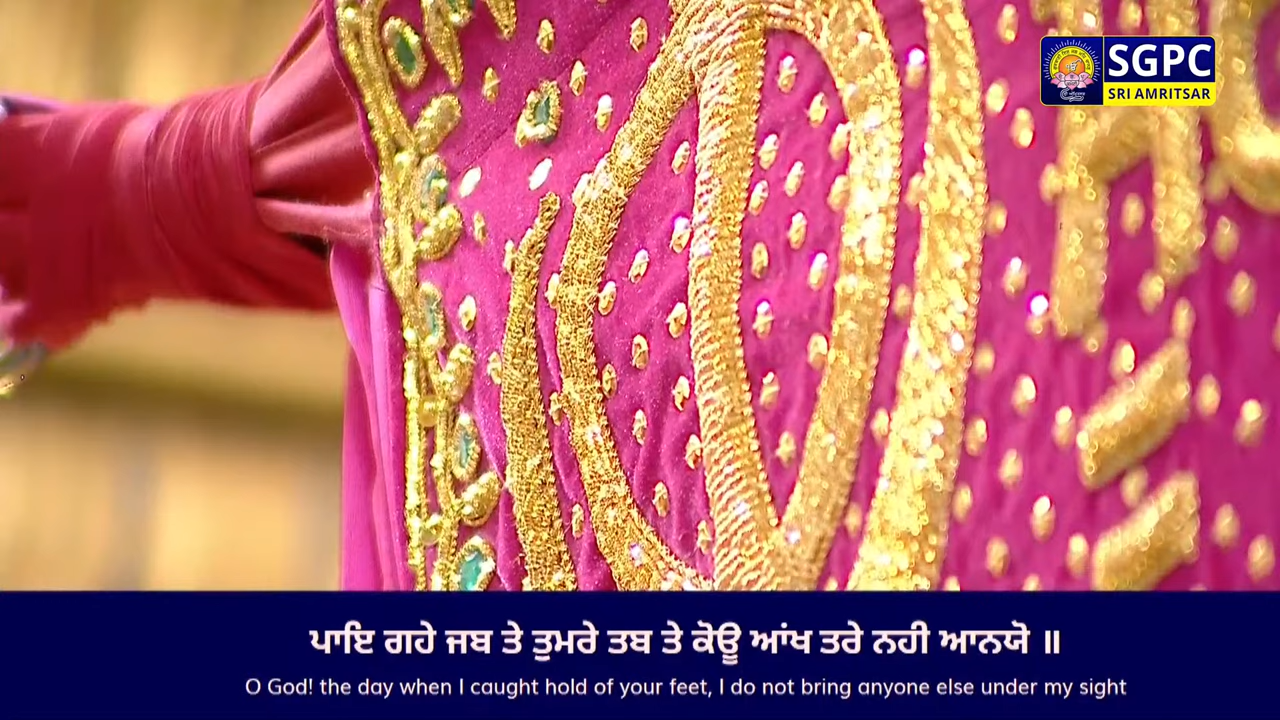 SGPC
SRI AMRITSAR
ਪਾਇ ਗਹੇ ਜਬ ਤੇ ਤੁਮਰੇ ਤਬ ਤੇ ਕੋਊ ਆਂਖ ਤਰੇ ਨਹੀ ਆਨਯੋ ॥
O God! the day when I caught hold of your feet, I do not bring anyone else under my sight